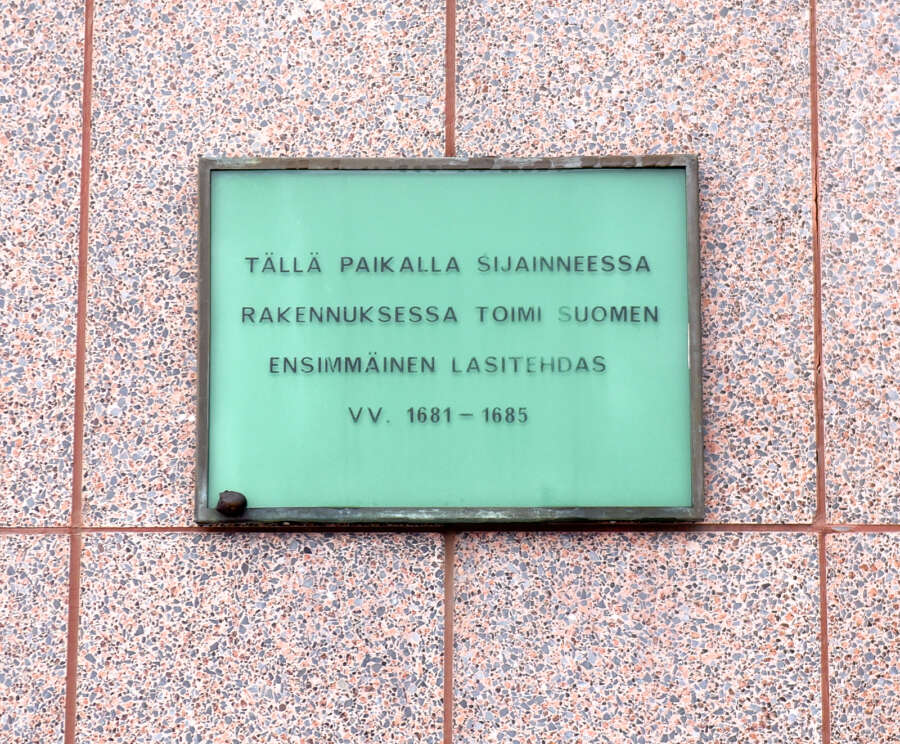 TÄLLÄ PAIKALLA SIJAINNEESSA
RAKENNUKSESSA TOIMI SUOMEN
ENSIMMÄINEN LASITEHDAS
VV. 1681 – 1685